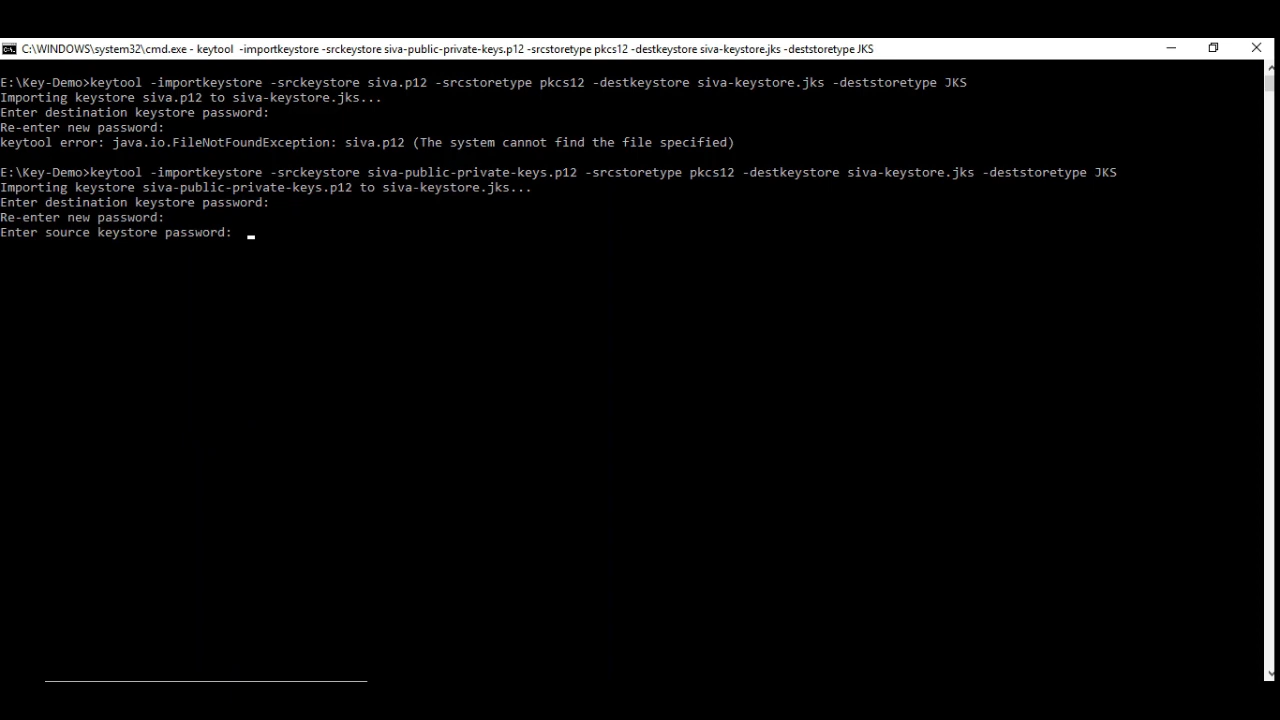 C:\WINDOWS\system32\cmd.exe - keytool -importkeystore -srckeystore siva-public-private-keys.p12 -srcstoretype pkcs12 -destkeystore siva-keystore.jks -deststoretype JKS
E:\Key-Demo>keytool -importkeystore -srckeystore siva.p12 -srcstoretype pkcs12 -destkeystore siva-keystore.jks -deststoretype JKS
Importing keystore siva.p12 to siva-keystore.jks...
Enter destination keystore password:
Re-enter new password:
keytool error: java.io.FileNotFoundException: siva.p12 (The system cannot find the file specified)
E:\Key-Demo>keytool -importkeystore -srckeystore siva-public-private-keys.p12 -srcstoretype pkcs12 -destkeystore siva-keystore.jks -deststoretype JKS
Importing keystore siva-public-private-keys.p12 to siva-keystore.jks...
Enter destination keystore password:
Re-enter new password:
Enter source keystore password: